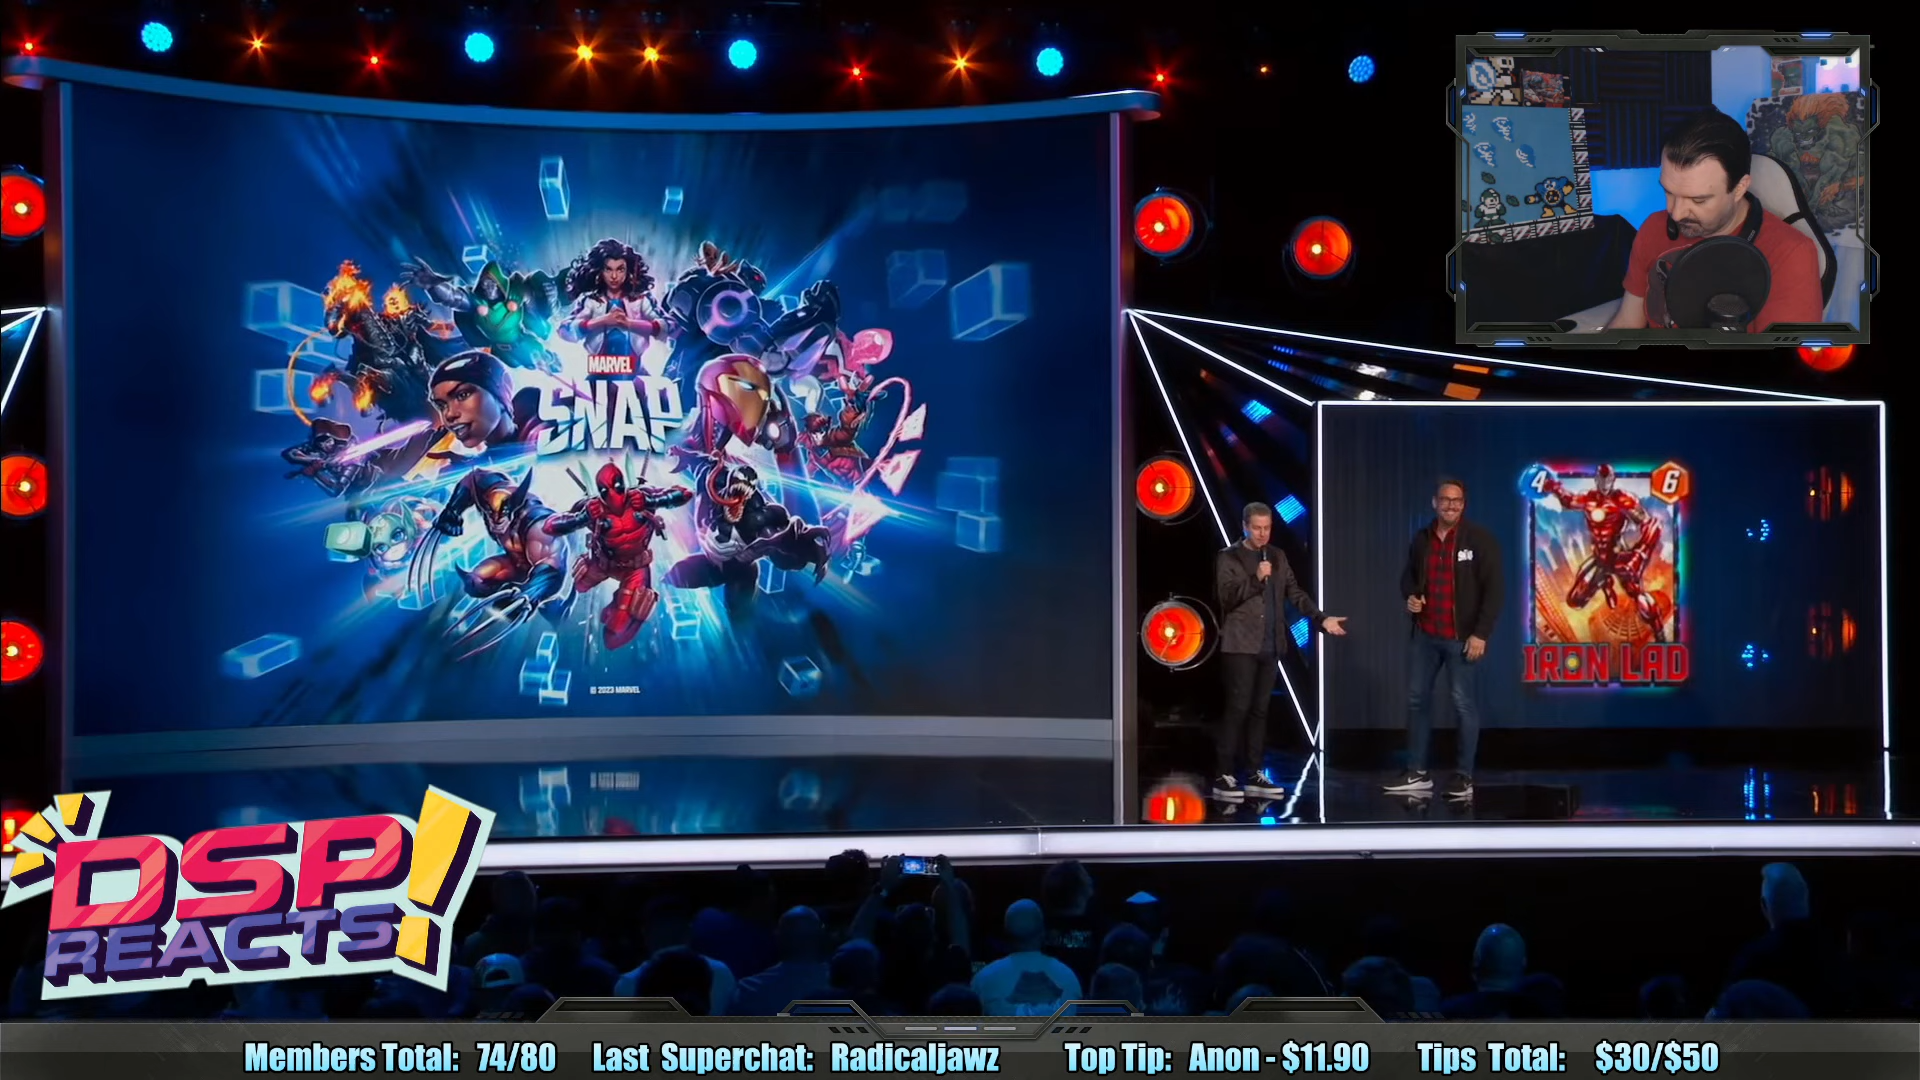 MARVEL
SNAP
© 2023 MARVEL
4
6
IRON LAD
DSP
REACTS!
Members Total: 74/80 Last Superchat: Radicaljawz Top Tip: Anon - $11.90 Tips Total: $30/$50